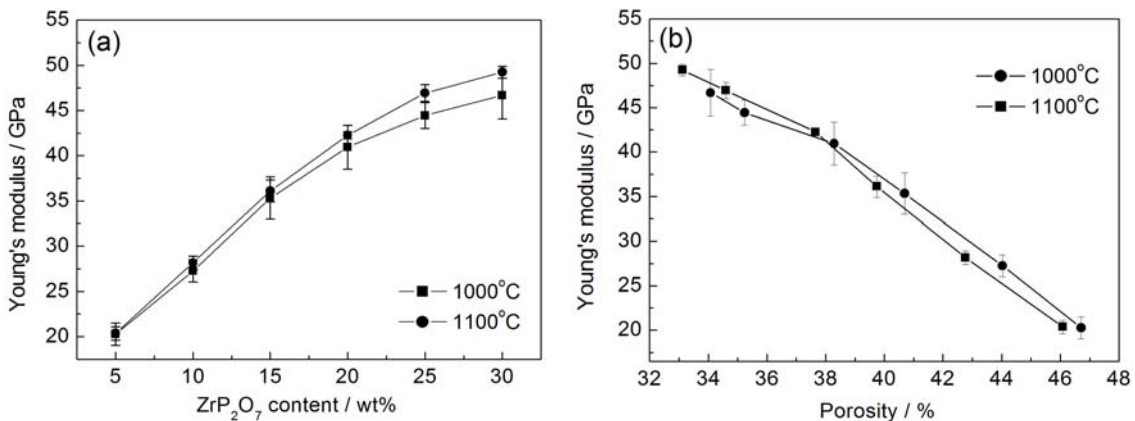 (a)
Young's modulus / GPa
55
50
45
40
35
30
25
20
1000°C
1100°C
5 10 15 20 25 30
ZrP₂O₇ content / wt%
(b)
Young's modulus / GPa
55
50
45
40
35
30
25
20
1000°C
1100°C
32 34 36 38 40 42 44 46 48
Porosity / %